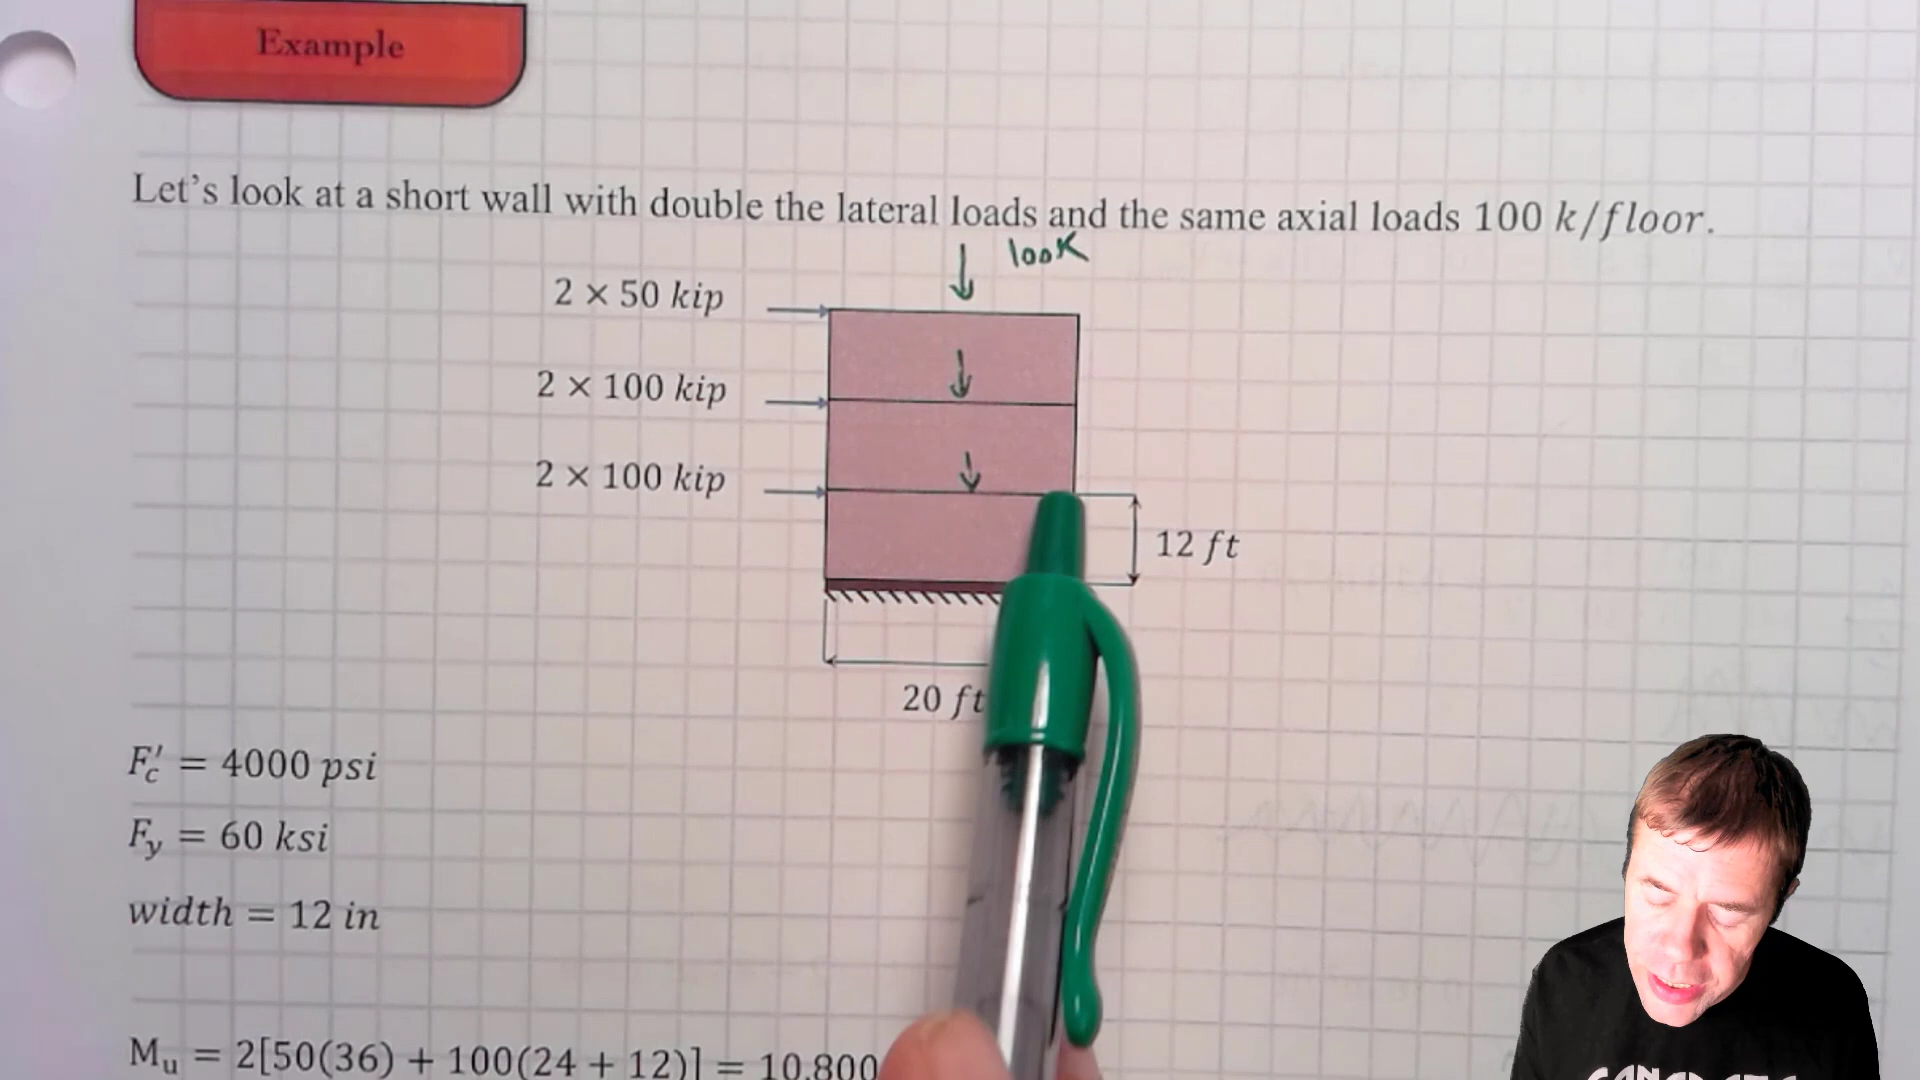 Example
Let's look at a short wall with double the lateral loads and the same axial loads 100 k/floor.
100K
2 × 50 kip
2 × 100 kip
2 × 100 kip
12 ft
20 ft
F'c = 4000 psi
Fy = 60 ksi
width = 12 in
Mu = 2[50(36) + 100(24 + 12)] = 10,800